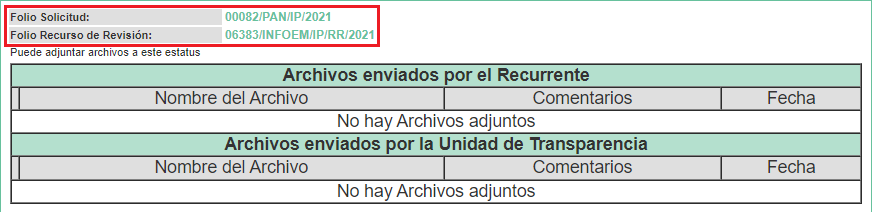 Folio Solicitud: 00082/PAN/IP/2021
Folio Recurso de Revisión: 06383/INFOEM/IP/RR/2021
Puede adjuntar archivos a este estatus
Archivos enviados por el Recurrente
Nombre del Archivo Comentarios Fecha
No hay Archivos adjuntos
Archivos enviados por la Unidad de Transparencia
Nombre del Archivo Comentarios Fecha
No hay Archivos adjuntos